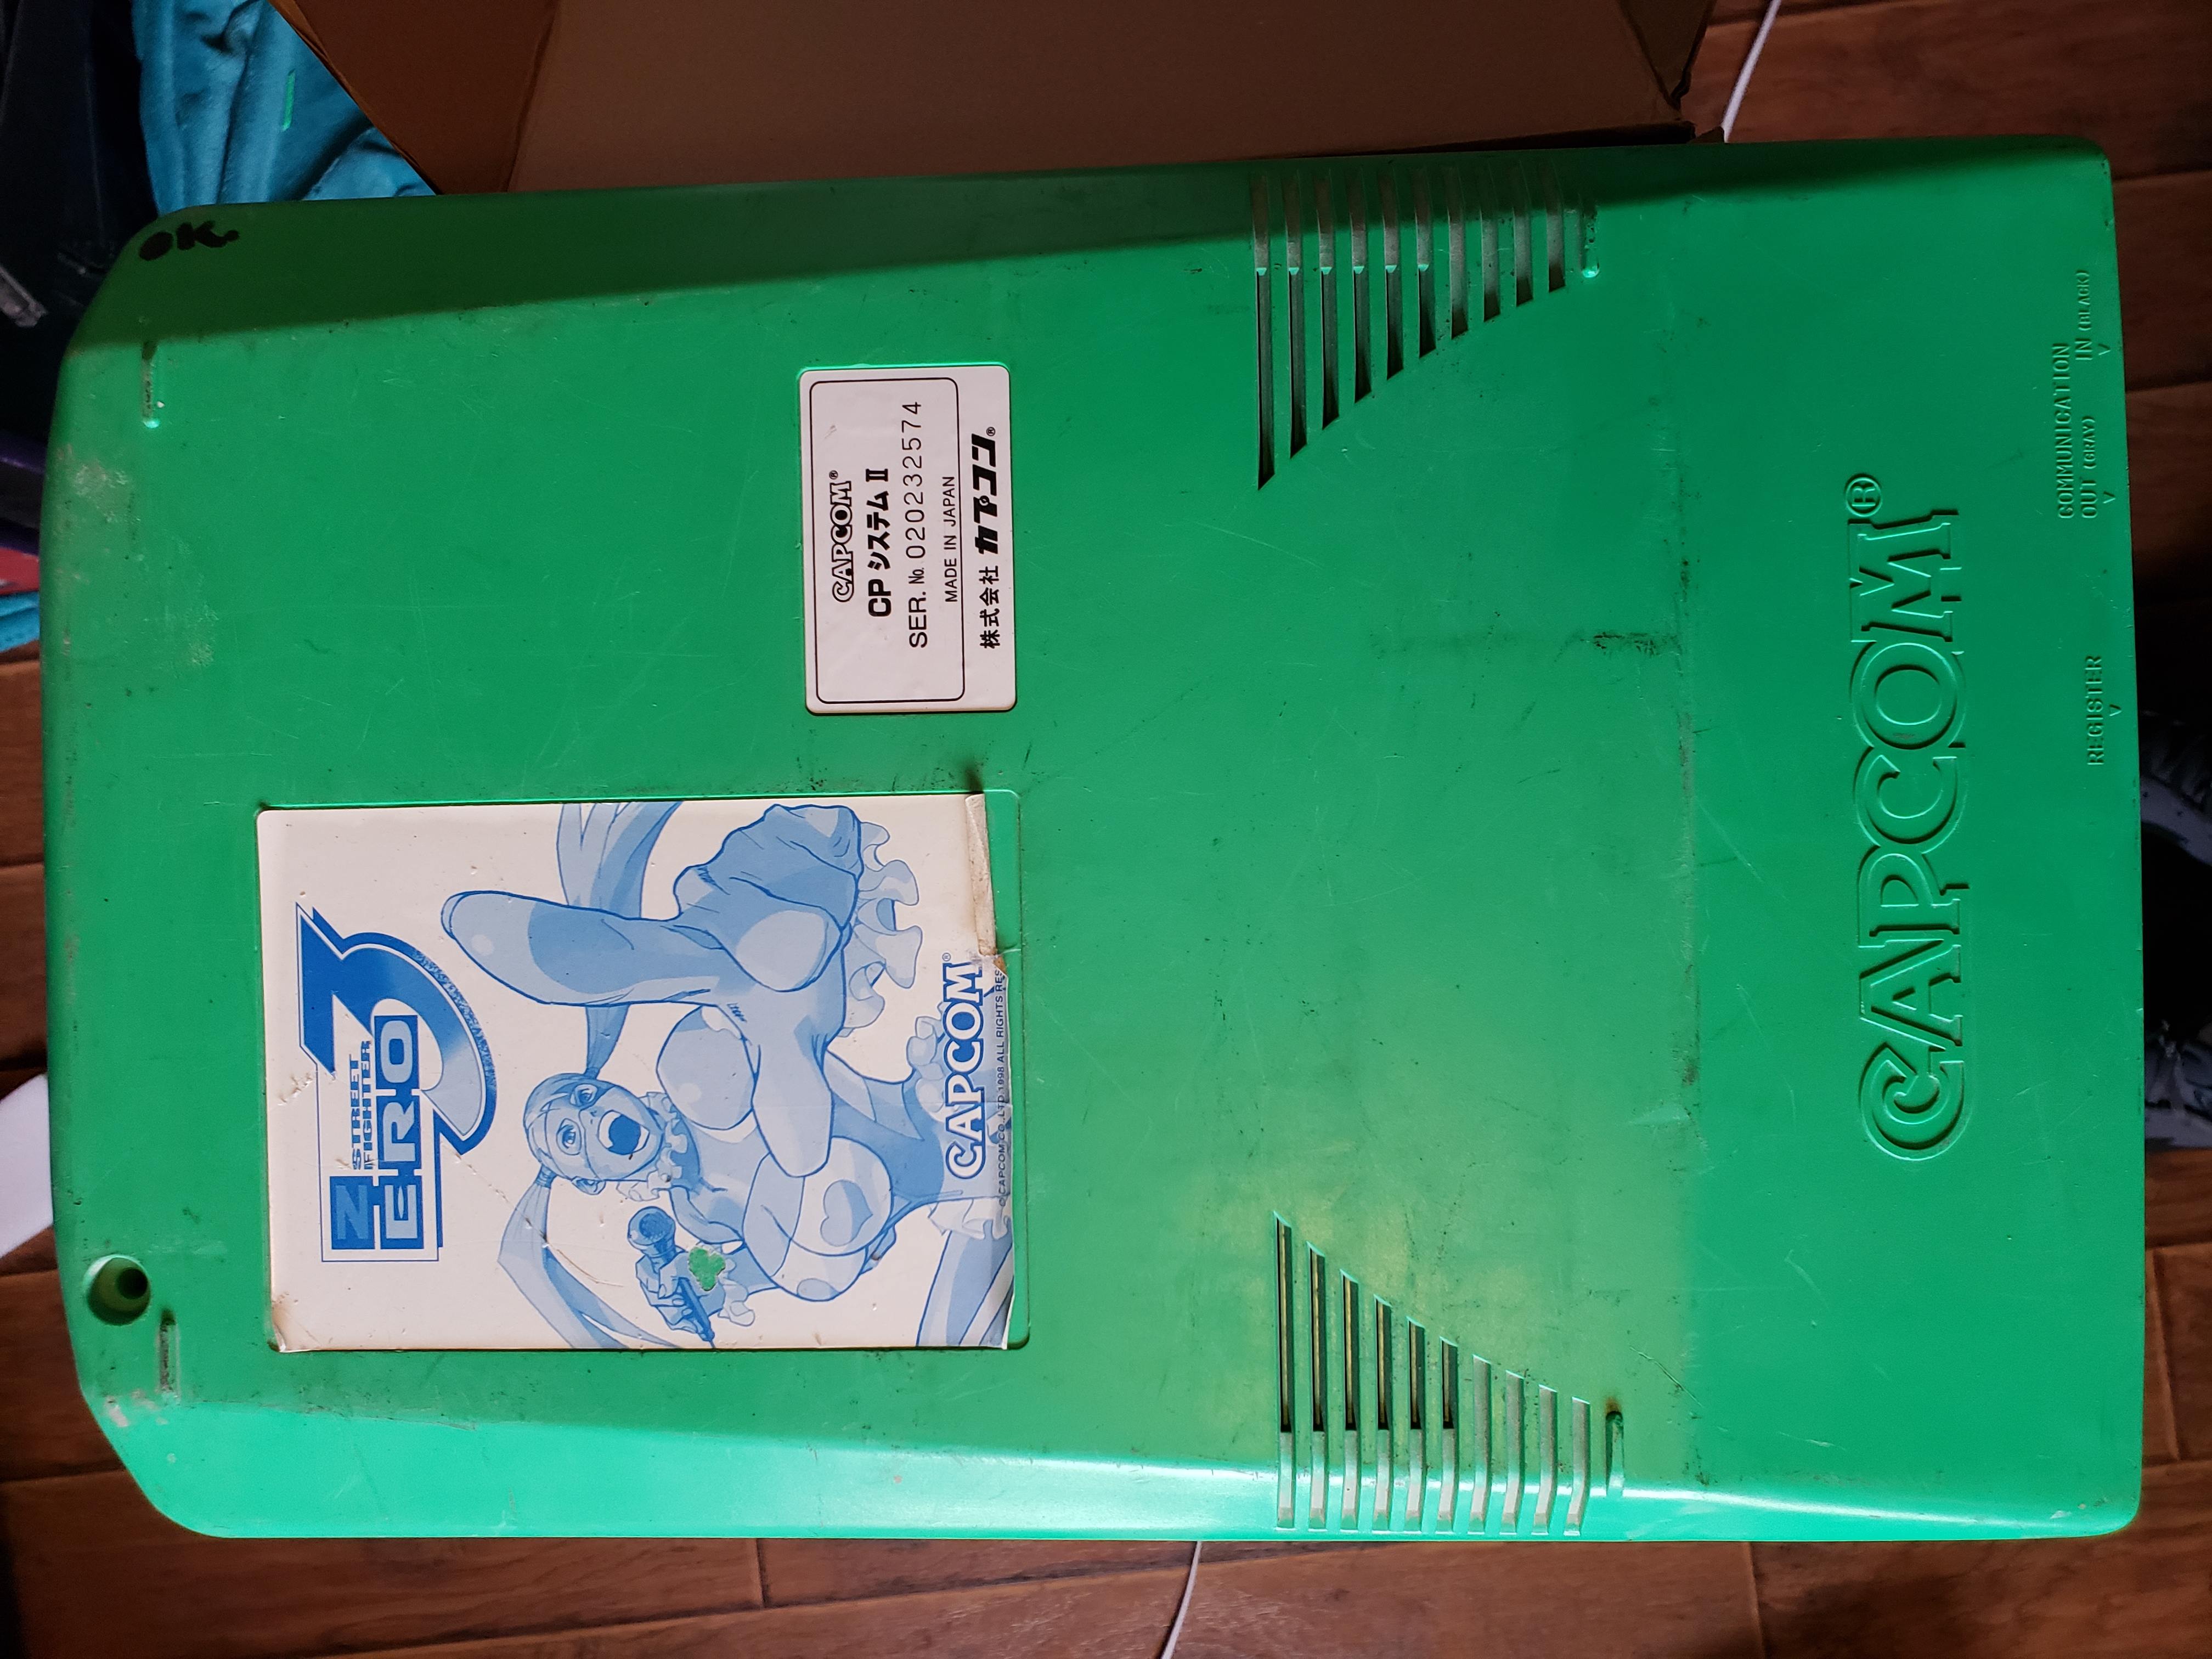 OK.
CAPCOM®
CP システムⅡ
SER. № 020232574
MADE IN JAPAN
株式会社 カプコン®
STREET
FIGHTER
ZERO 3
CAPCOM®
© CAPCOM CO.,LTD.1998 ALL RIGHTS RES
CAPCOM®
COMMUNICATION
OUT (GRAY) IN (BLACK)
REGISTER